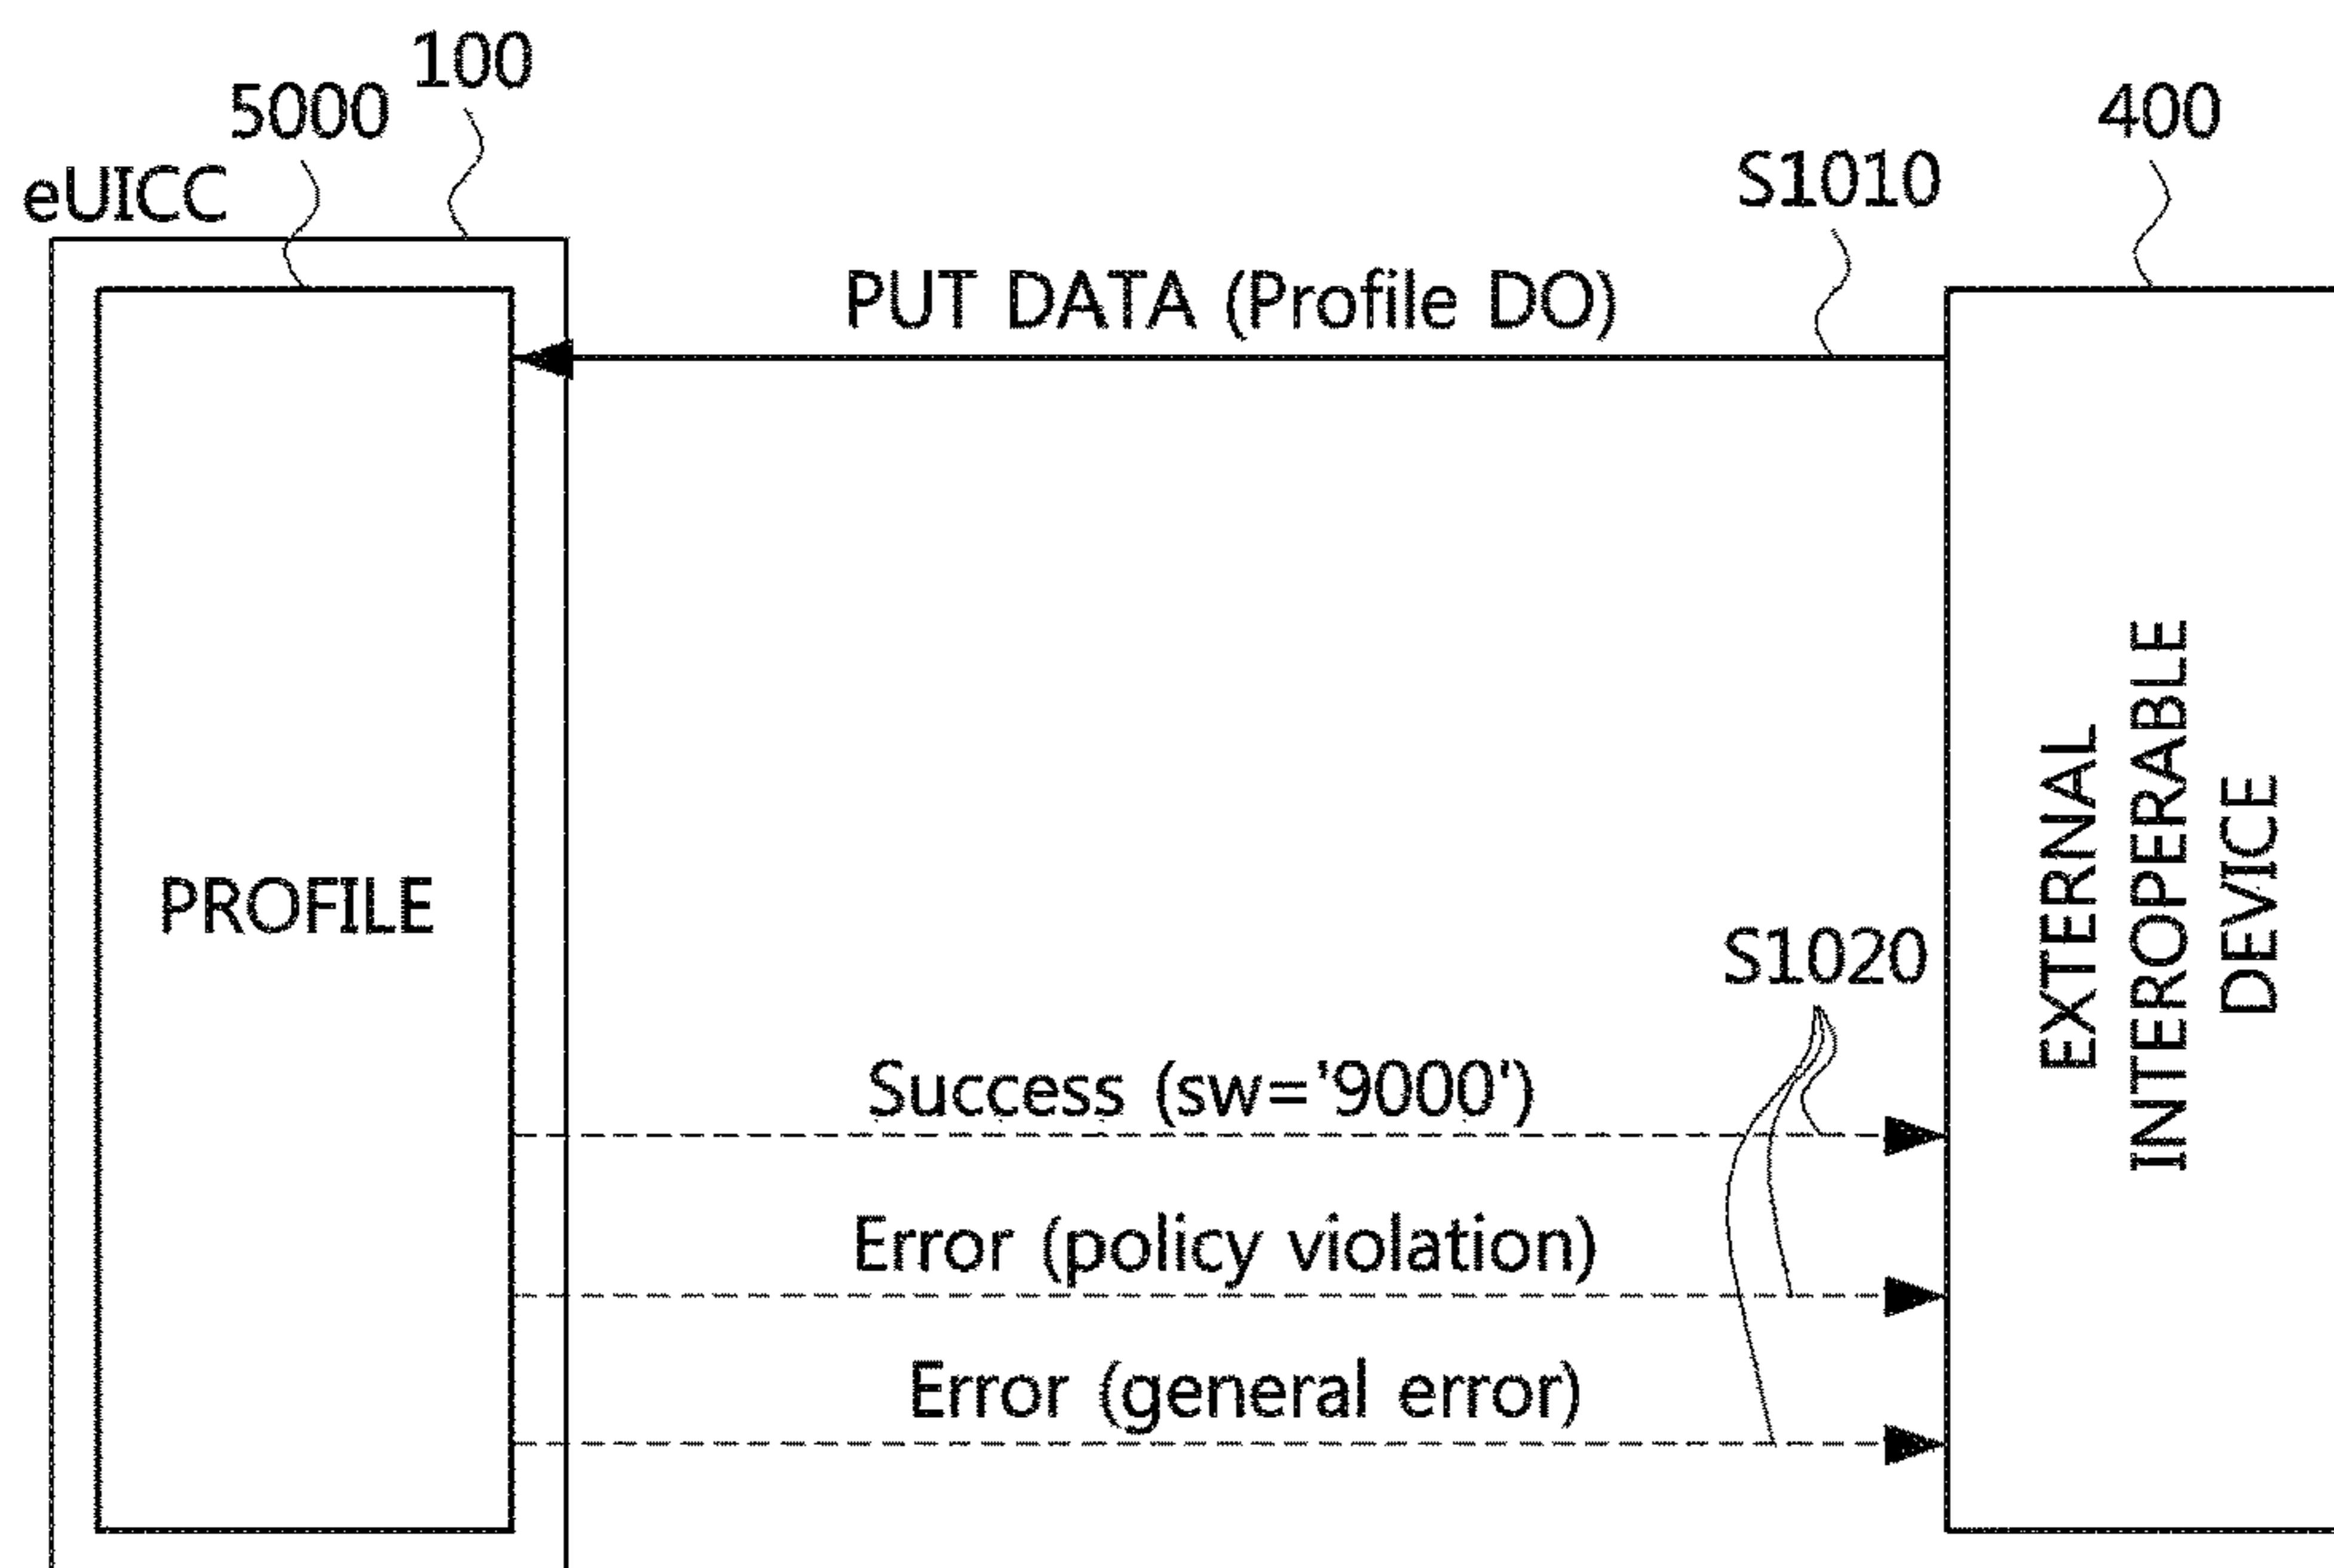 100
5000
400
eUICC
S1010
PUT DATA (Profile DO)
PROFILE
EXTERNAL
INTEROPERABLE
DEVICE
S1020
Success (sw='9000')
Error (policy violation)
Error (general error)